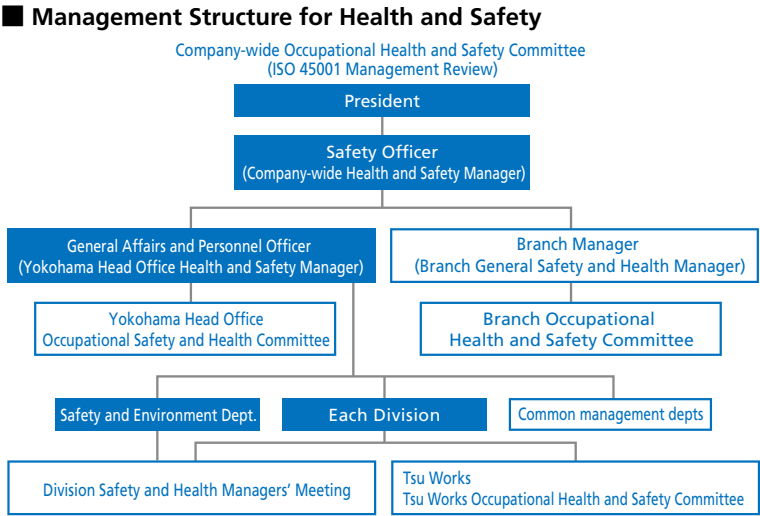 ■ Management Structure for Health and Safety
Company-wide Occupational Health and Safety Committee
(ISO 45001 Management Review)
President
Safety Officer
(Company-wide Health and Safety Manager)
General Affairs and Personnel Officer
(Yokohama Head Office Health and Safety Manager)
Branch Manager
(Branch General Safety and Health Manager)
Yokohama Head Office
Occupational Safety and Health Committee
Branch Occupational
Health and Safety Committee
Safety and Environment Dept.
Each Division
Common management depts
Division Safety and Health Managers’ Meeting
Tsu Works
Tsu Works Occupational Health and Safety Committee